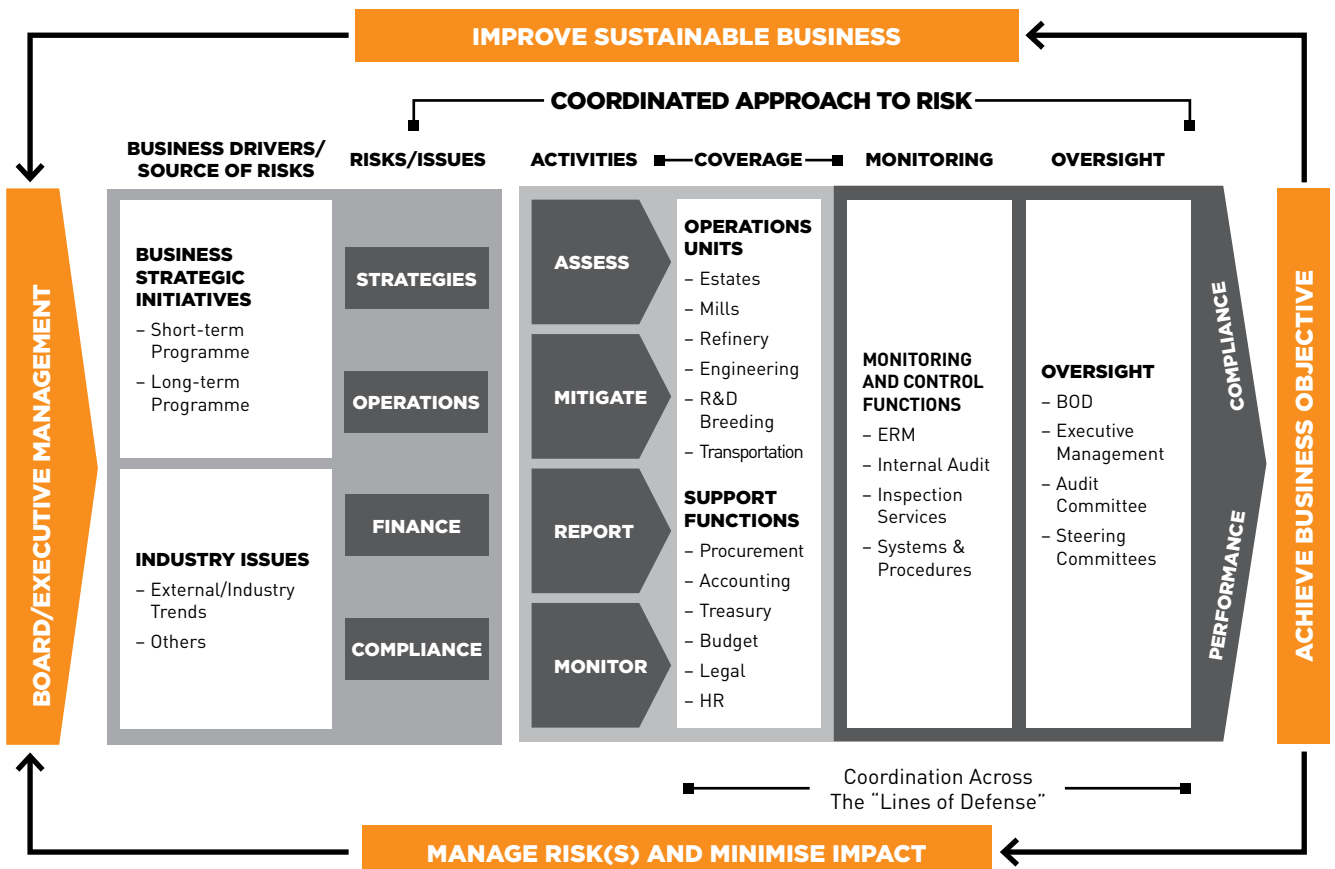 IMPROVE SUSTAINABLE BUSINESS
COORDINATED APPROACH TO RISK
BUSINESS DRIVERS/
SOURCE OF RISKS
RISKS/ISSUES
ACTIVITIES
COVERAGE
MONITORING
OVERSIGHT
BOARD/EXECUTIVE MANAGEMENT
BUSINESS
STRATEGIC
INITIATIVES
– Short-term
Programme
– Long-term
Programme
INDUSTRY ISSUES
– External/Industry
Trends
– Others
STRATEGIES
OPERATIONS
FINANCE
COMPLIANCE
ASSESS
MITIGATE
REPORT
MONITOR
OPERATIONS
UNITS
– Estates
– Mills
– Refinery
– Engineering
– R&D
Breeding
– Transportation
SUPPORT
FUNCTIONS
– Procurement
– Accounting
– Treasury
– Budget
– Legal
– HR
MONITORING
AND CONTROL
FUNCTIONS
– ERM
– Internal Audit
– Inspection
Services
– Systems &
Procedures
OVERSIGHT
– BOD
– Executive
Management
– Audit
Committee
– Steering
Committees
COMPLIANCE
PERFORMANCE
ACHIEVE BUSINESS OBJECTIVE
Coordination Across
The “Lines of Defense”
MANAGE RISK(S) AND MINIMISE IMPACT